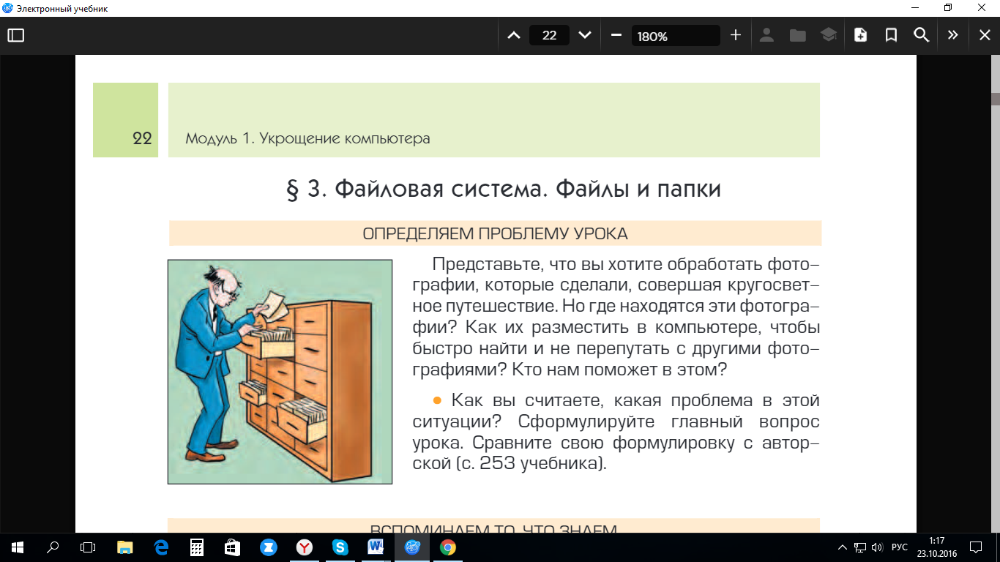 Электронный учебник
22
180%
22
Модуль 1. Укрощение компьютера
§ 3. Файловая система. Файлы и папки
ОПРЕДЕЛЯЕМ ПРОБЛЕМУ УРОКА
Представьте, что вы хотите обработать фото–
графии, которые сделали, совершая кругосвет–
ное путешествие. Но где находятся эти фотогра–
фии? Как их разместить в компьютере, чтобы
быстро найти и не перепутать с другими фото–
графиями? Кто нам поможет в этом?
• Как вы считаете, какая проблема в этой
ситуации? Сформулируйте главный вопрос
урока. Сравните свою формулировку с автор–
ской (с. 253 учебника).
ВСПОМИНАЕМ ТО, ЧТО ЗНАЕМ
РУС
1:17
23.10.2016